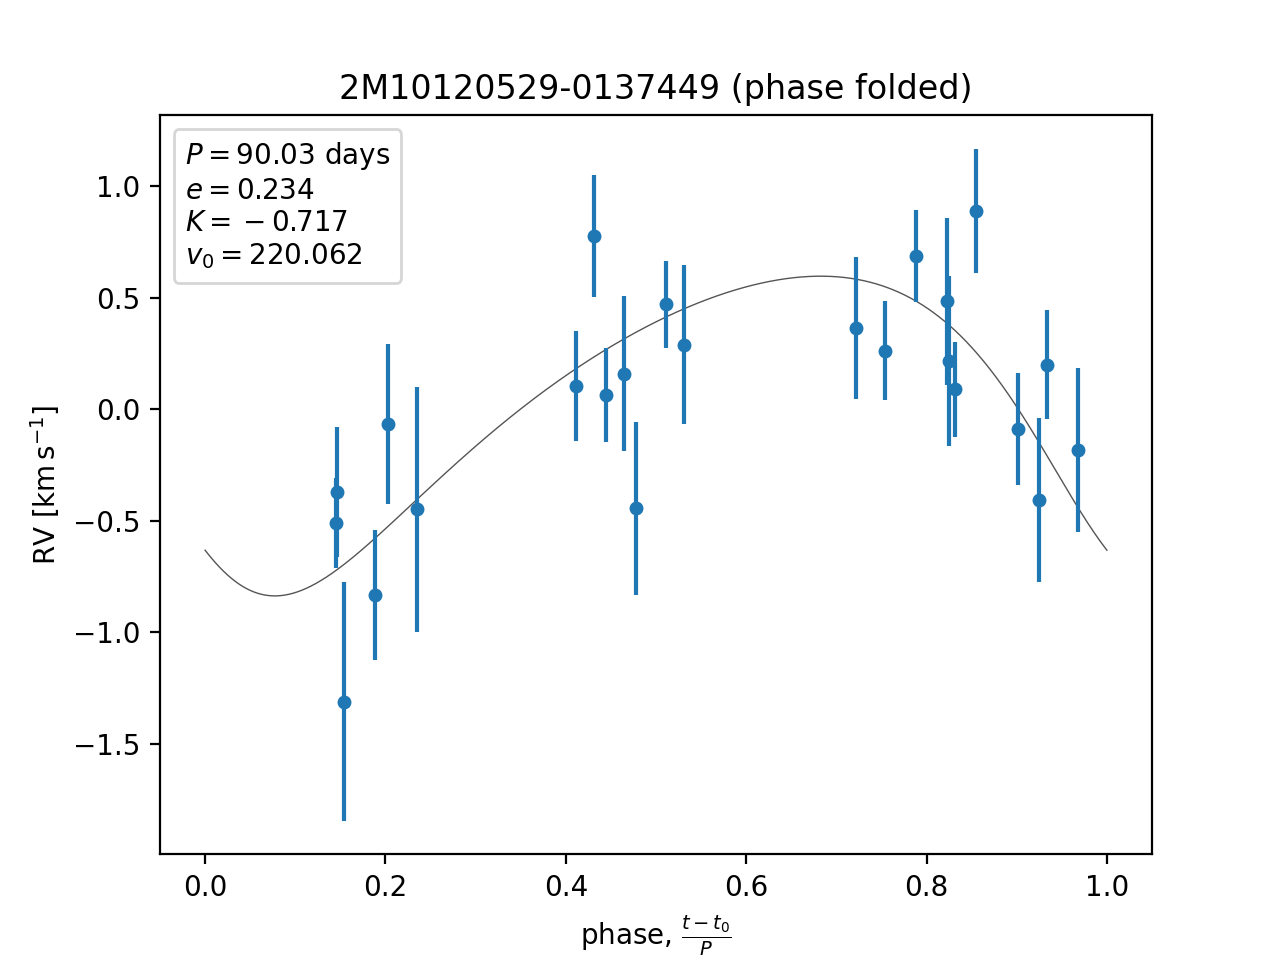 2M10120529-0137449 (phase folded)
P = 90.03 days
e = 0.234
K = −0.717
v₀ = 220.062
RV [km s⁻¹]
1.0
0.5
0.0
−0.5
−1.0
−1.5
0.0 0.2 0.4 0.6 0.8 1.0
phase, (t − t₀)/P